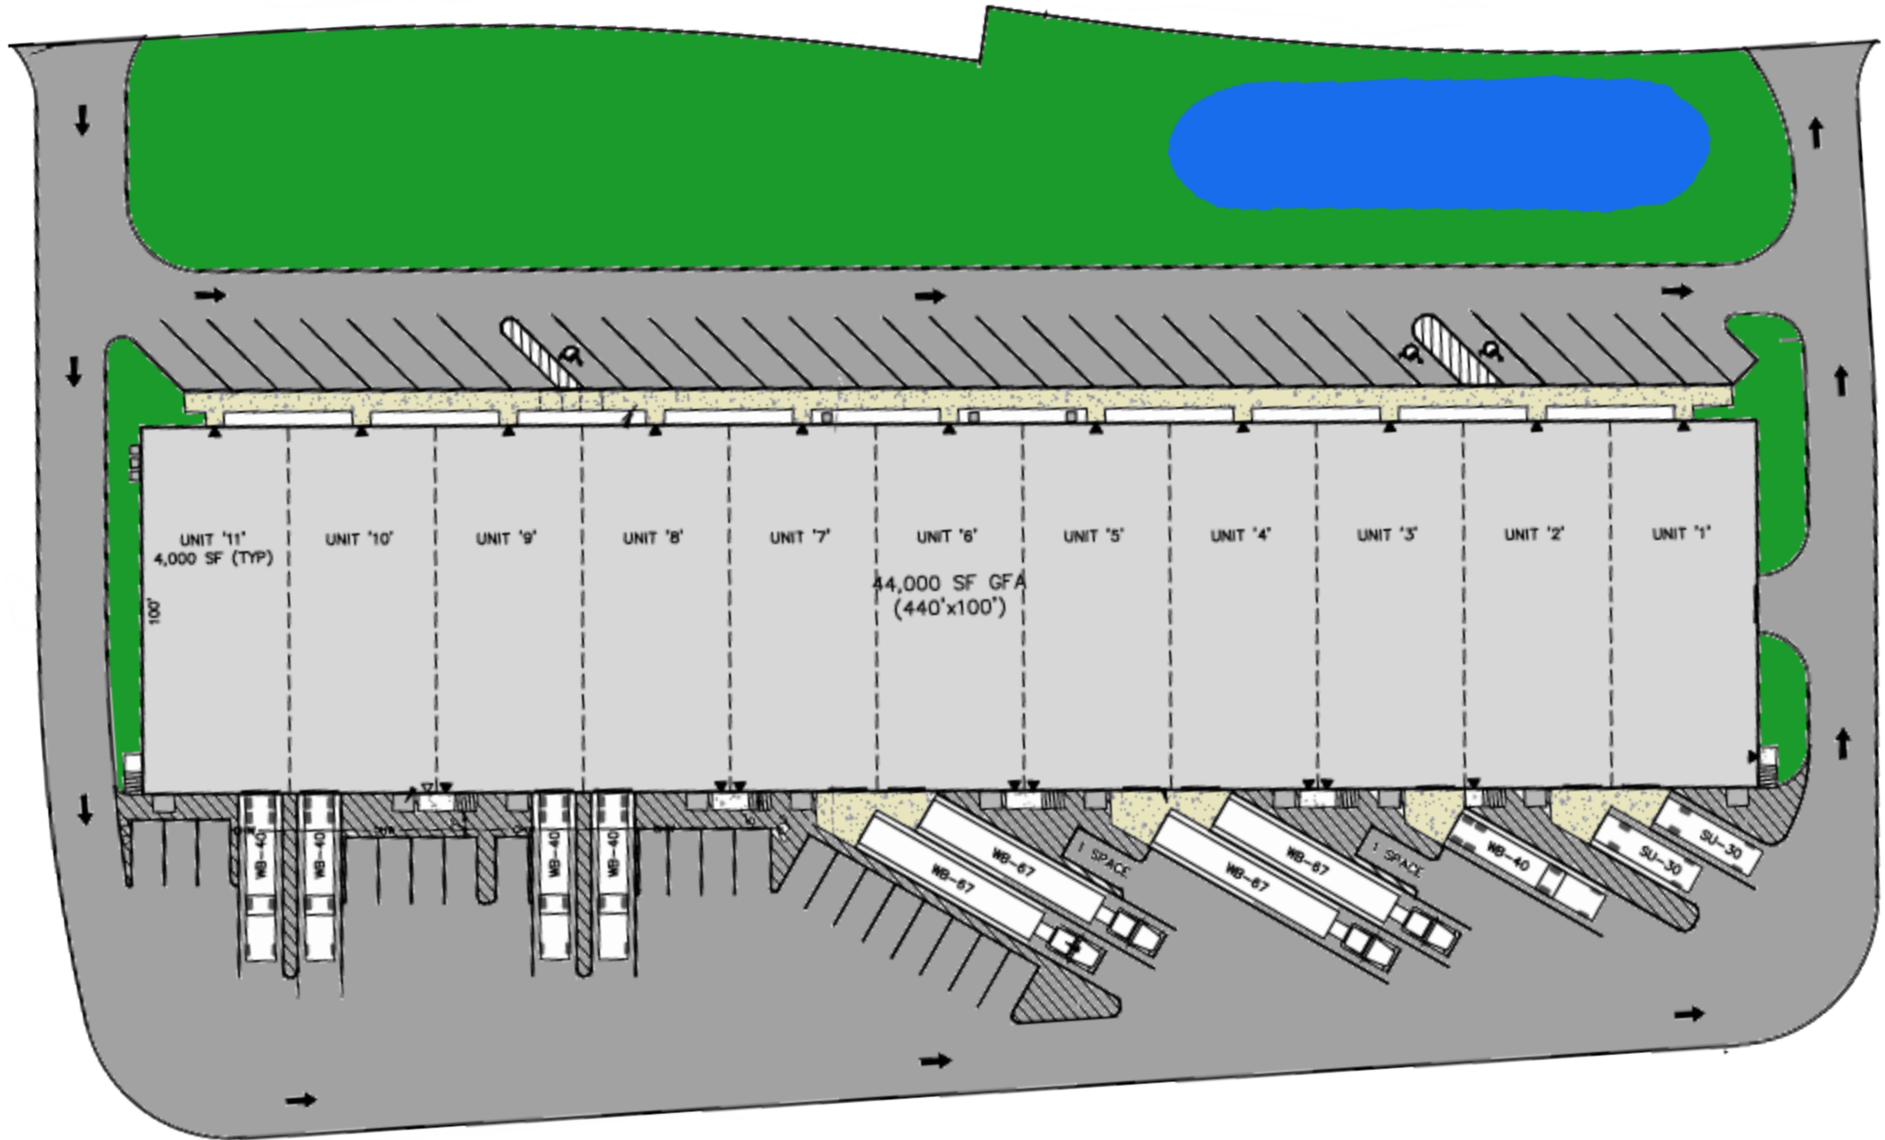 UNIT "11"
4,000 SF (TYP)
UNIT "10"
UNIT "9"
UNIT "8"
UNIT "7"
UNIT "6"
UNIT "5"
UNIT "4"
UNIT "3"
UNIT "2"
UNIT "1"
44,000 SF GFA
(440'x100')
100'
WB-40
WB-40
WB-40
WB-40
WB-67
WB-67
1 SPACE
WB-67
WB-67
1 SPACE
WB-40
SU-30
SU-30